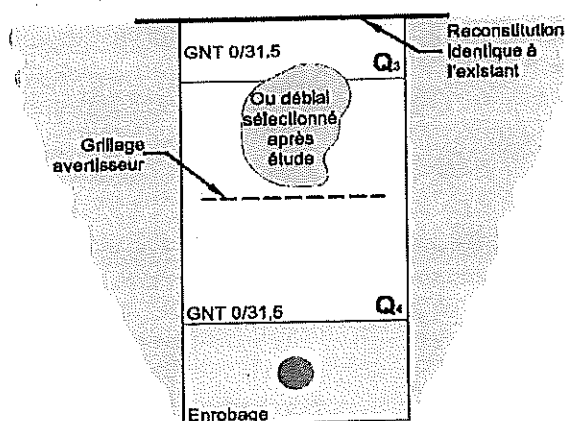 Reconstitution
identique à
l'existant
GNT 0/31,5
Q3
Ou déblai
sélectionné
après
étude
Grillage
avertisseur
GNT 0/31,5
Q4
Enrobage